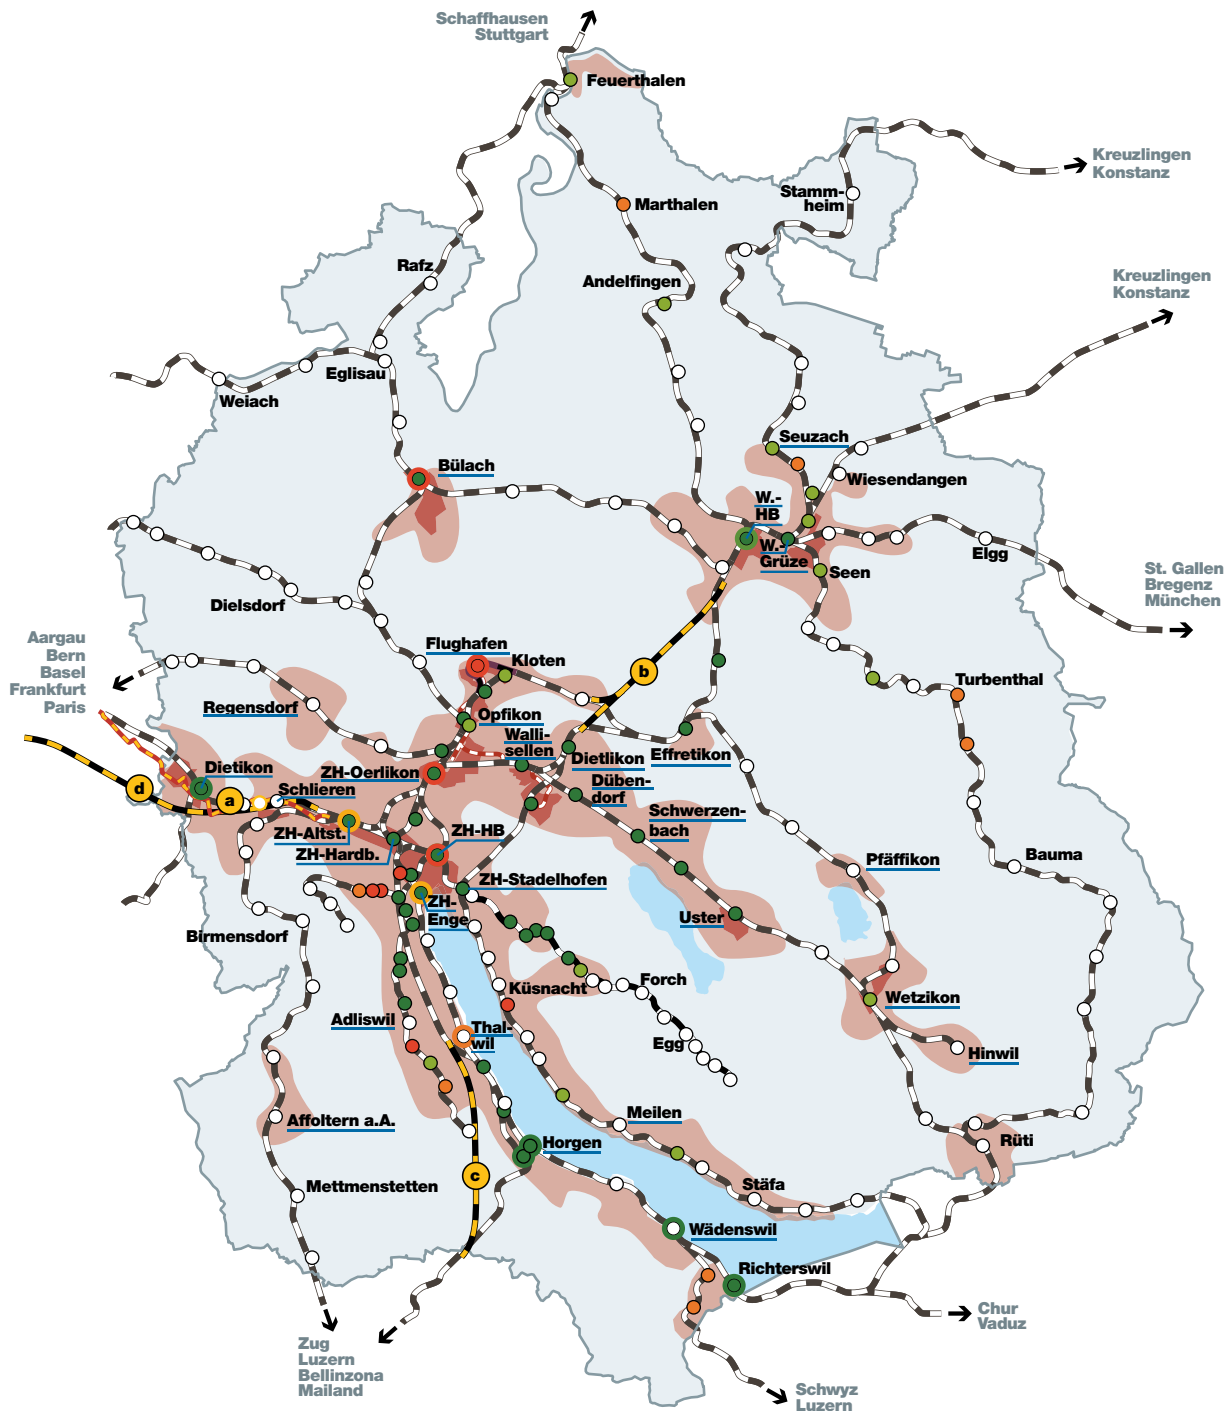 Schaffhausen
Stuttgart
Feuerthalen
Kreuzlingen
Konstanz
Stamm-
heim
Marthalen
Rafz
Andelfingen
Kreuzlingen
Konstanz
Eglisau
Weiach
Seuzach
Bülach
Wiesendangen
W.-
HB
W.-
Grüze
Elgg
Seen
St. Gallen
Bregenz
München
Dielsdorf
Aargau
Bern
Basel
Frankfurt
Paris
Flughafen
Kloten
b
Turbenthal
Regensdorf
Opfikon
Walli-
sellen
Dietlikon
Effretikon
Dietikon
ZH-Oerlikon
Düben-
dorf
d
a
Schlieren
Schwerzen-
bach
ZH-Altst.
ZH-HB
ZH-Hardb.
Bauma
Pfäffikon
ZH-Stadelhofen
ZH-
Enge
Uster
Birmensdorf
Küsnacht
Forch
Wetzikon
Adliswil
Thal-
wil
Egg
Hinwil
Affoltern a.A.
Meilen
Horgen
Rüti
c
Mettmenstetten
Stäfa
Wädenswil
Richterswil
Chur
Vaduz
Zug
Luzern
Bellinzona
Mailand
Schwyz
Luzern